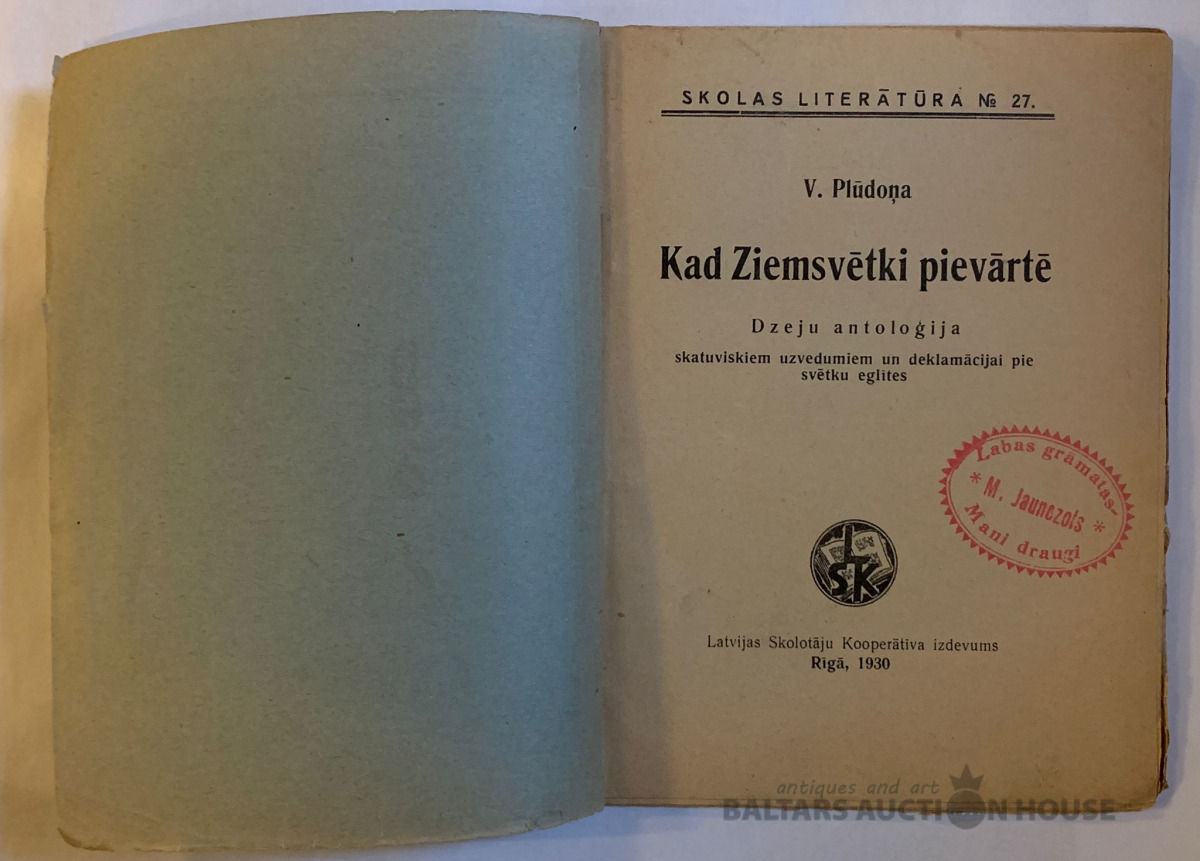 SKOLAS LITERĀTŪRA № 27.
V. Plūdoņa
Kad Ziemsvētki pievārtē
Dzeju antoloģija
skatuviskiem uzvedumiem un deklamācijai pie
svētku eglītes
Labas grāmatas-
* M. Jaunozols *
Mani draugi
L
SK
Latvijas Skolotāju Kooperātīva izdevums
Rīgā, 1930
antiques and art
BALTARS AUCTION HOUSE